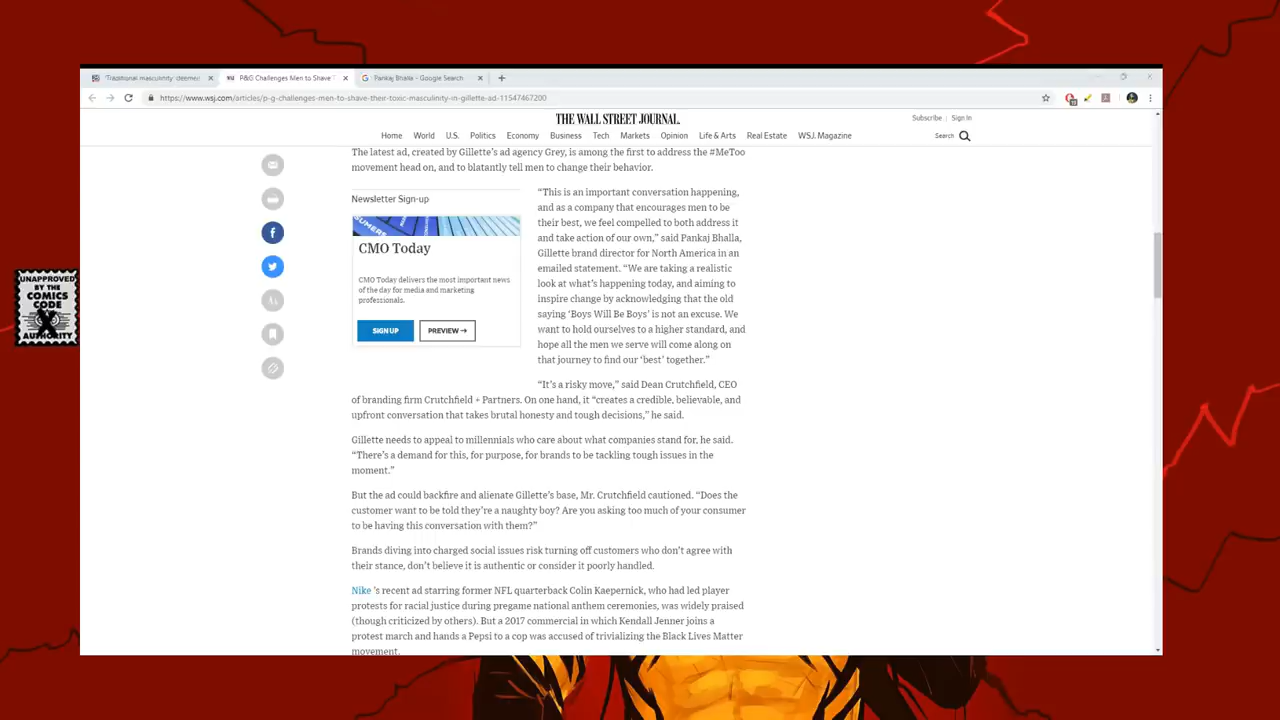 'Traditional masculinity' deemed
P&G Challenges Men to Shave T
Pankaj Bhalla - Google Search
https://www.wsj.com/articles/p-g-challenges-men-to-shave-their-toxic-masculinity-in-gillette-ad-11547467200
THE WALL STREET JOURNAL.
Subscribe | Sign In
Home World U.S. Politics Economy Business Tech Markets Opinion Life & Arts Real Estate WSJ. Magazine
Search
The latest ad, created by Gillette's ad agency Grey, is among the first to address the #MeToo
movement head on, and to blatantly tell men to change their behavior.
Newsletter Sign-up
CMO Today
CMO Today delivers the most important news
of the day for media and marketing
professionals.
SIGN UP
PREVIEW →
“This is an important conversation happening,
and as a company that encourages men to be
their best, we feel compelled to both address it
and take action of our own,” said Pankaj Bhalla,
Gillette brand director for North America in an
emailed statement. “We are taking a realistic
look at what's happening today, and aiming to
inspire change by acknowledging that the old
saying ‘Boys Will Be Boys’ is not an excuse. We
want to hold ourselves to a higher standard, and
hope all the men we serve will come along on
that journey to find our ‘best’ together.”
“It's a risky move,” said Dean Crutchfield, CEO
of branding firm Crutchfield + Partners. On one hand, it “creates a credible, believable, and
upfront conversation that takes brutal honesty and tough decisions,” he said.
Gillette needs to appeal to millennials who care about what companies stand for, he said.
“There's a demand for this, for purpose, for brands to be tackling tough issues in the
moment.”
But the ad could backfire and alienate Gillette's base, Mr. Crutchfield cautioned. “Does the
customer want to be told they're a naughty boy? Are you asking too much of your consumer
to be having this conversation with them?”
Brands diving into charged social issues risk turning off customers who don't agree with
their stance, don't believe it is authentic or consider it poorly handled.
Nike 's recent ad starring former NFL quarterback Colin Kaepernick, who had led player
protests for racial justice during pregame national anthem ceremonies, was widely praised
(though criticized by others). But a 2017 commercial in which Kendall Jenner joins a
protest march and hands a Pepsi to a cop was accused of trivializing the Black Lives Matter
movement.
UNAPPROVED
BY THE
COMICS
CODE
AUTHORITY